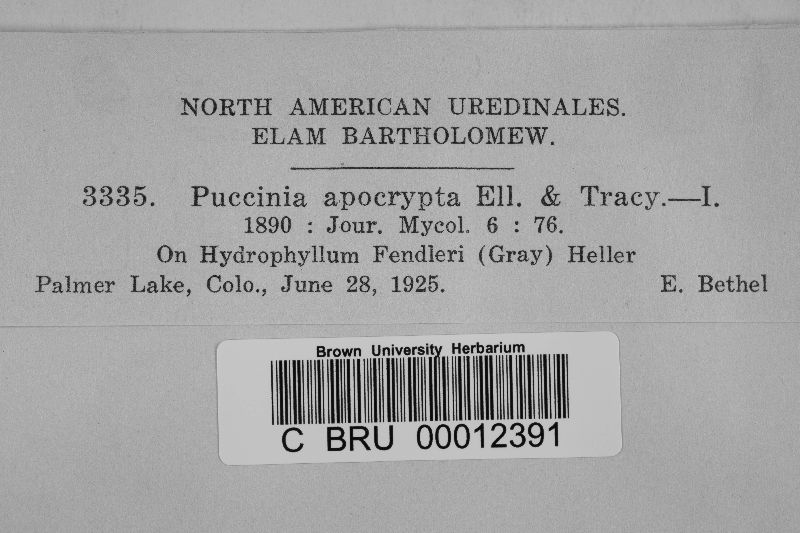 NORTH AMERICAN UREDINALES.
ELAM BARTHOLOMEW.
3335. Puccinia apocrypta Ell. & Tracy.—I.
1890 : Jour. Mycol. 6 : 76.
On Hydrophyllum Fendleri (Gray) Heller
Palmer Lake, Colo., June 28, 1925. E. Bethel
Brown University Herbarium
C BRU 00012391